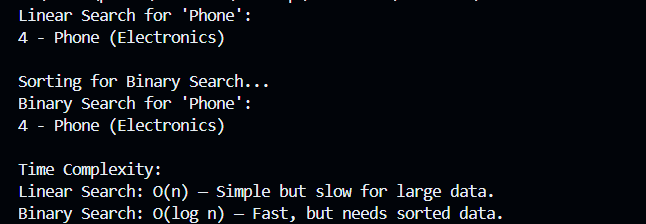 Linear Search for 'Phone':
4 - Phone (Electronics)
Sorting for Binary Search...
Binary Search for 'Phone':
4 - Phone (Electronics)
Time Complexity:
Linear Search: O(n) – Simple but slow for large data.
Binary Search: O(log n) – Fast, but needs sorted data.